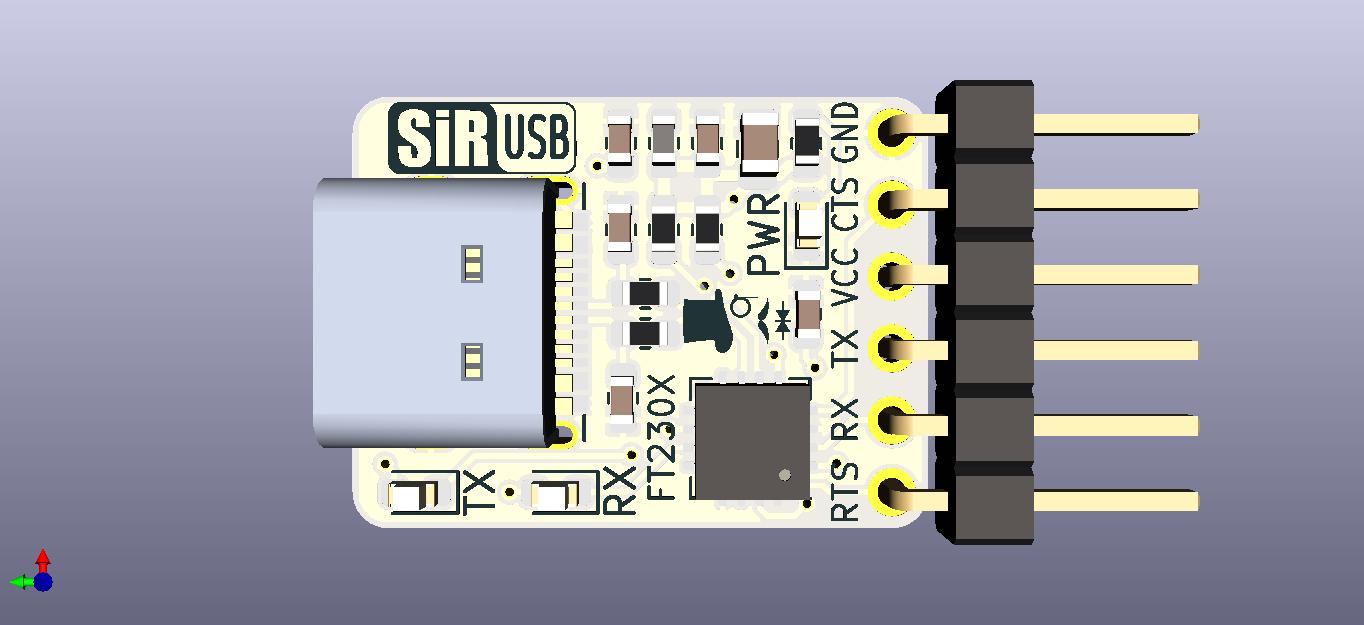 SiR USB
GND
CTS
VCC
TX
RX
RTS
PWR
FT230X
TX
RX